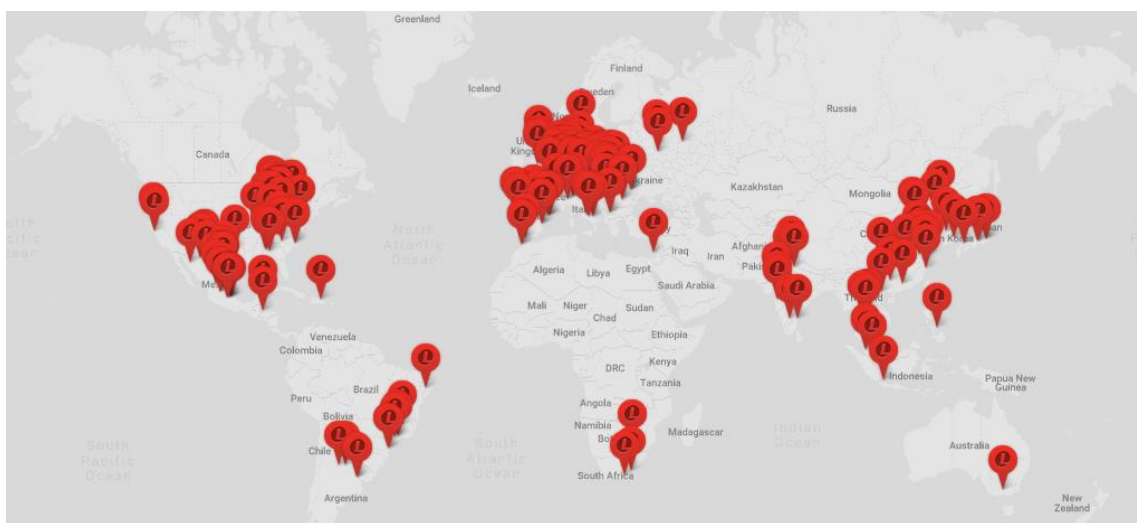 Greenland
Iceland
Finland
Russia
Canada
Kazakhstan
Mongolia
Ukraine
North
Atlantic
Ocean
Iraq
Iran
Algeria
Libya
Egypt
Saudi Arabia
Mali
Niger
Sudan
Chad
Nigeria
Ethiopia
Venezuela
Colombia
Kenya
DRC
Tanzania
Indonesia
Papua New
Guinea
Brazil
Peru
Angola
Bolivia
Namibia
Madagascar
Indian
Ocean
South
Pacific
Ocean
South
Atlantic
Ocean
Chile
Australia
South Africa
Argentina
New
Zealand